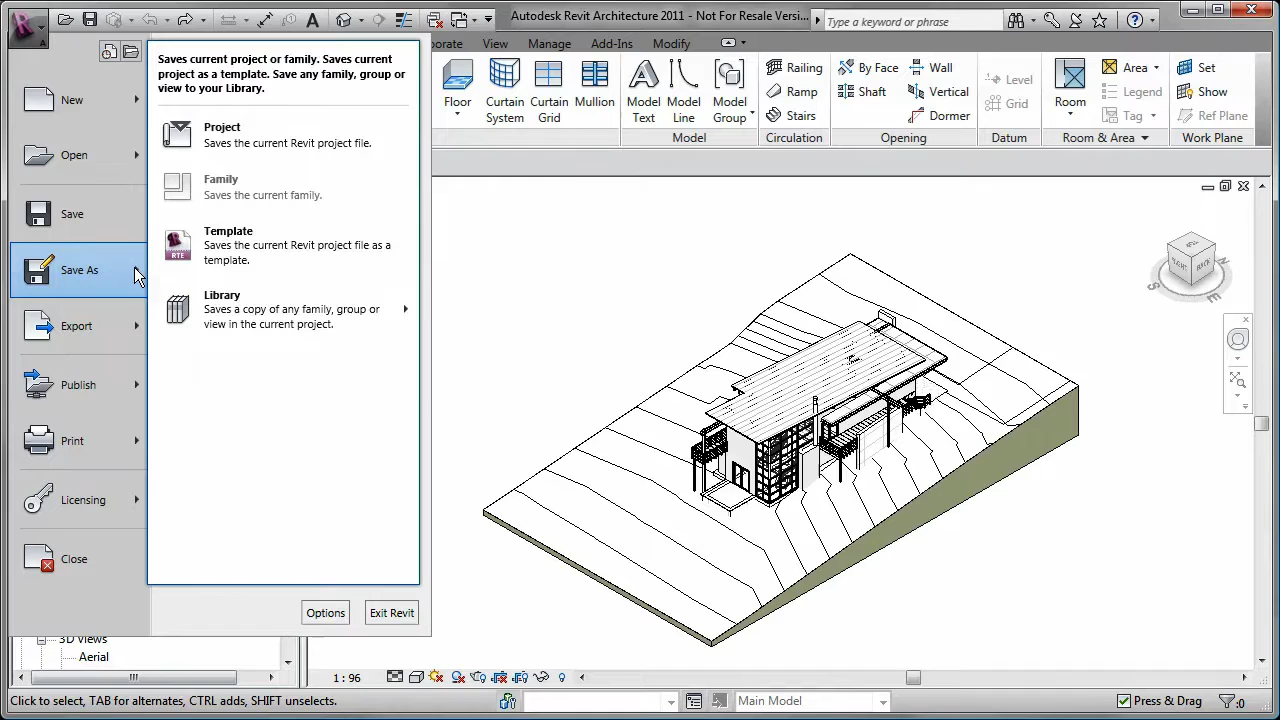 Autodesk Revit Architecture 2011 - Not For Resale Versi...
Type a keyword or phrase
A
orate
View
Manage
Add-Ins
Modify
New
Open
Save
Save As
Export
Publish
Print
Licensing
Close
Saves current project or family. Saves current
project as a template. Save any family, group or
view to your Library.
Project
Saves the current Revit project file.
Family
Saves the current family.
RTE
Template
Saves the current Revit project file as a
template.
Library
Saves a copy of any family, group or
view in the current project.
Options
Exit Revit
Floor
Curtain
System
Curtain
Grid
Mullion
Model
Text
Model
Line
Model
Group
Model
Railing
Ramp
Stairs
Circulation
By Face
Shaft
Wall
Vertical
Dormer
Opening
Level
Grid
Datum
Room
Area
Legend
Tag
Room & Area
Set
Show
Ref Plane
Work Plane
RIGHT
BACK
N
S
E
3D Views
Aerial
1 : 96
Click to select, TAB for alternates, CTRL adds, SHIFT unselects.
Main Model
Press & Drag
:0